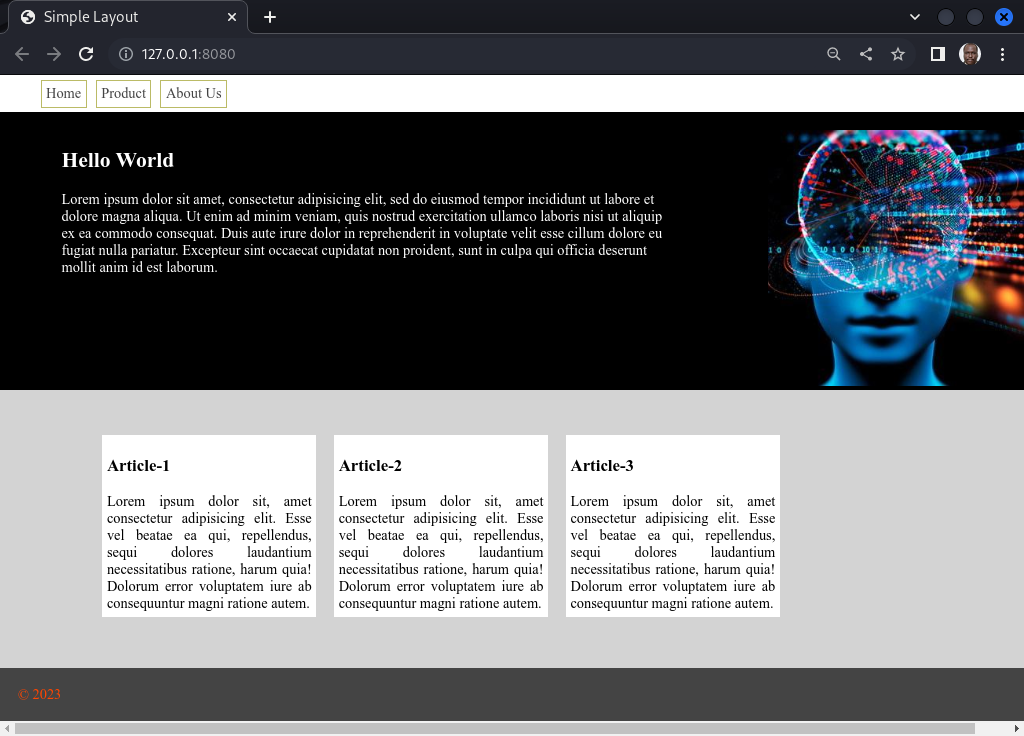 Simple Layout
127.0.0.1:8080
Home Product About Us
Hello World
Lorem ipsum dolor sit amet, consectetur adipisicing elit, sed do eiusmod tempor incididunt ut labore et
dolore magna aliqua. Ut enim ad minim veniam, quis nostrud exercitation ullamco laboris nisi ut aliquip
ex ea commodo consequat. Duis aute irure dolor in reprehenderit in voluptate velit esse cillum dolore eu
fugiat nulla pariatur. Excepteur sint occaecat cupidatat non proident, sunt in culpa qui officia deserunt
mollit anim id est laborum.
Article-1
Lorem ipsum dolor sit, amet
consectetur adipisicing elit. Esse
vel beatae ea qui, repellendus,
sequi dolores laudantium
necessitatibus ratione, harum quia!
Dolorum error voluptatem iure ab
consequuntur magni ratione autem.
Article-2
Lorem ipsum dolor sit, amet
consectetur adipisicing elit. Esse
vel beatae ea qui, repellendus,
sequi dolores laudantium
necessitatibus ratione, harum quia!
Dolorum error voluptatem iure ab
consequuntur magni ratione autem.
Article-3
Lorem ipsum dolor sit, amet
consectetur adipisicing elit. Esse
vel beatae ea qui, repellendus,
sequi dolores laudantium
necessitatibus ratione, harum quia!
Dolorum error voluptatem iure ab
consequuntur magni ratione autem.
© 2023